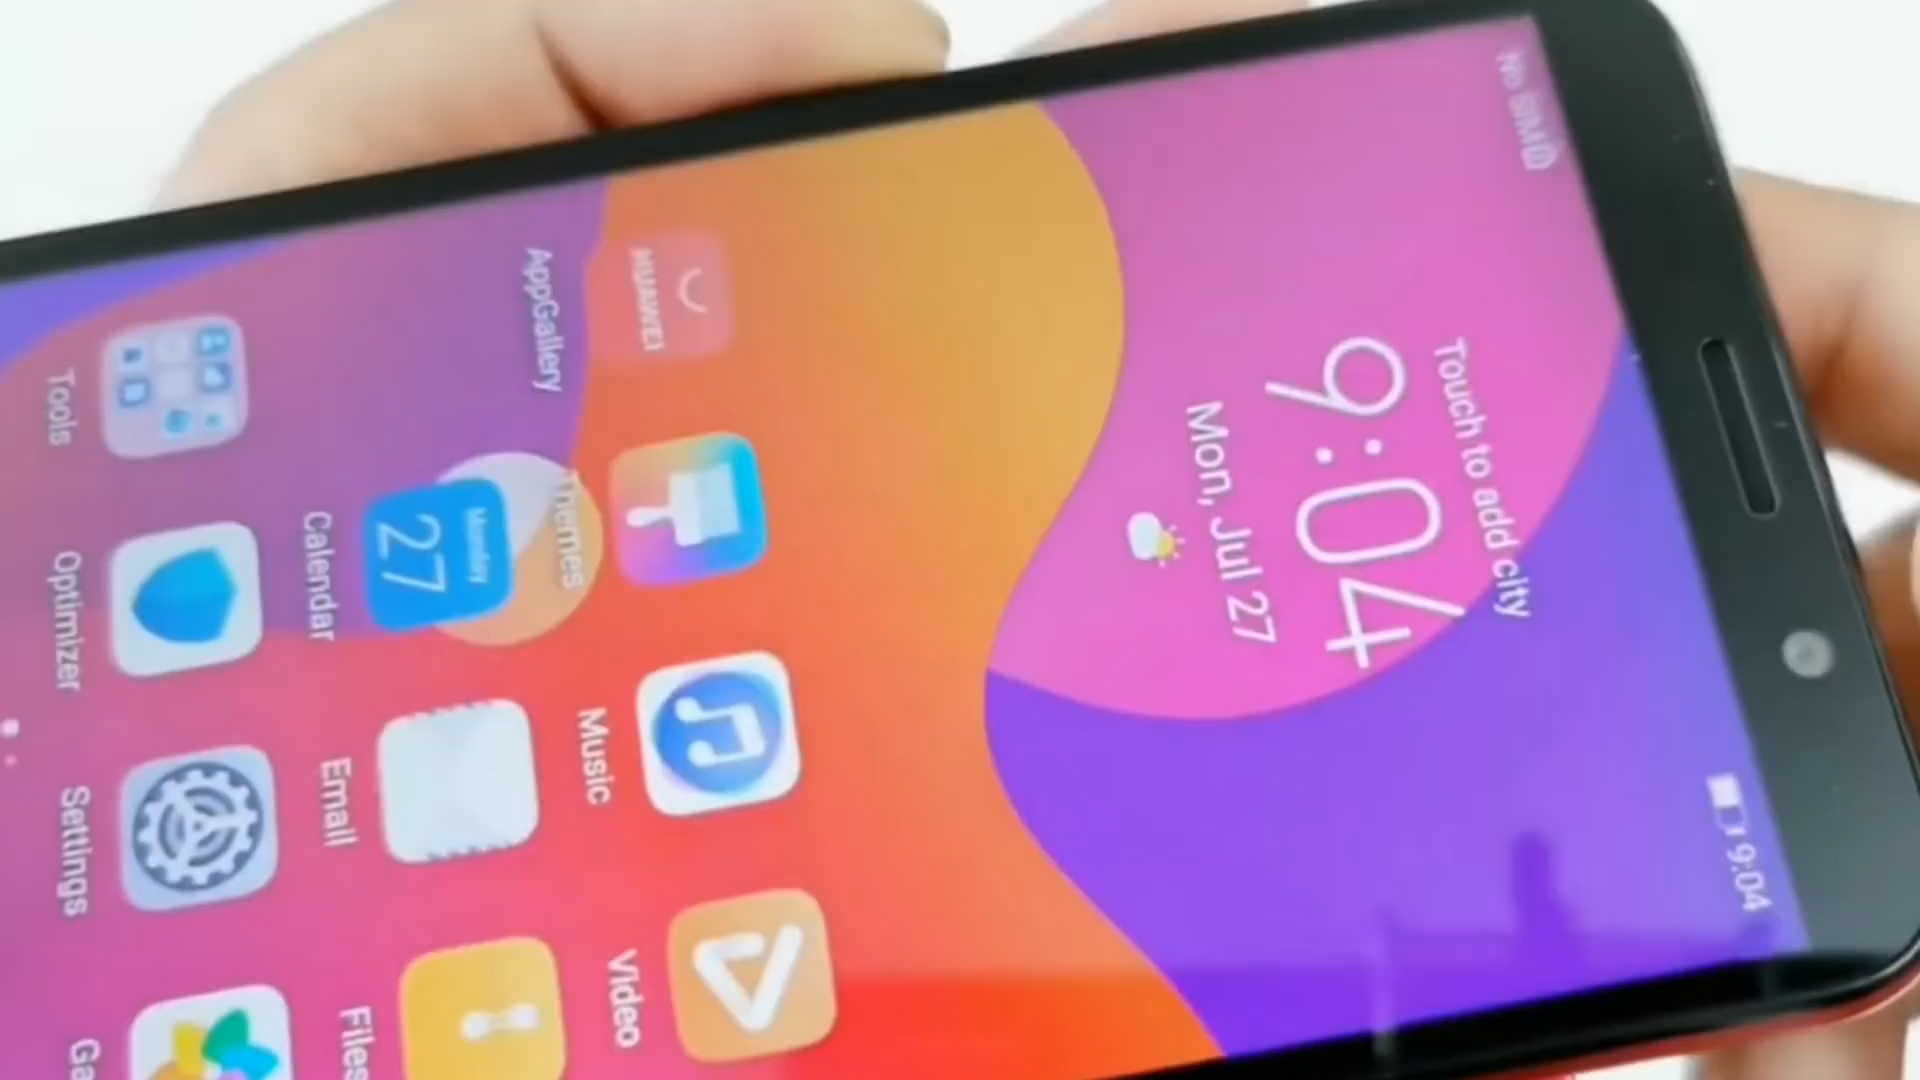 No SIM
9:04
Touch to add city
9:04
Mon, Jul 27
HUAWEI
AppGallery
Themes
Music
Video
Monday
27
Calendar
Email
Files
Tools
Optimizer
Settings
Ga